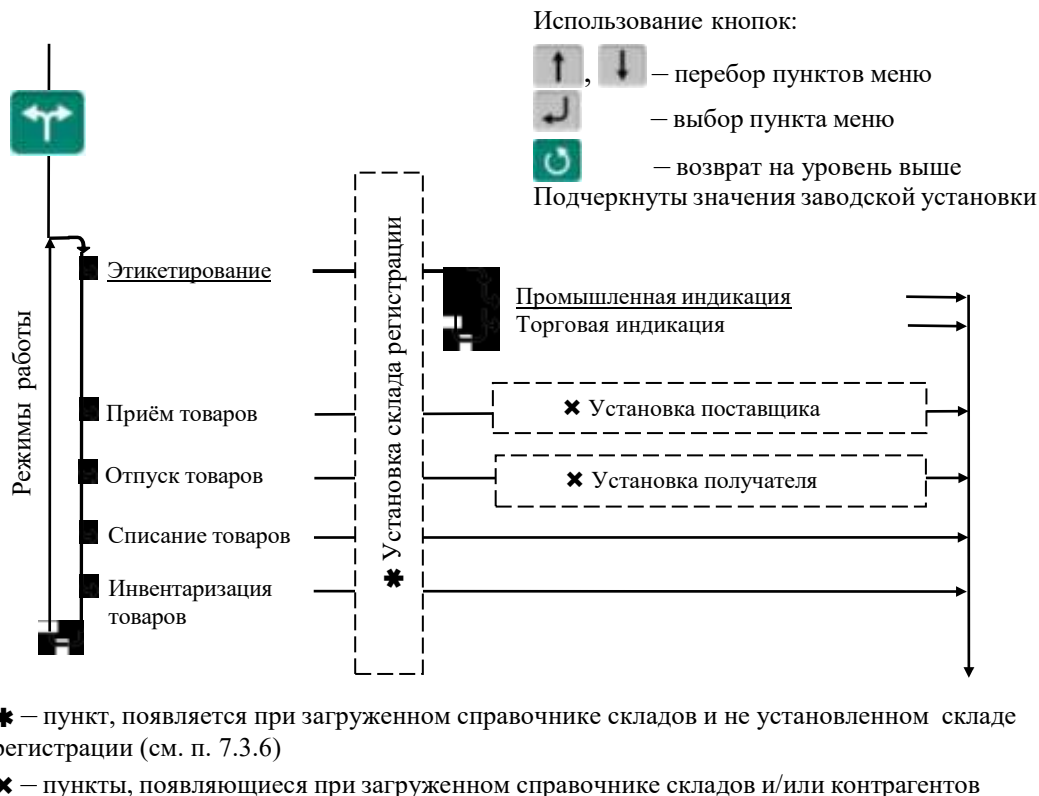 Использование кнопок:
, – перебор пунктов меню
– выбор пункта меню
– возврат на уровень выше
Подчеркнуты значения заводской установки
Режимы работы
Этикетирование
✱ Установка склада регистрации
Промышленная индикация
Торговая индикация
Приём товаров
✖ Установка поставщика
Отпуск товаров
✖ Установка получателя
Списание товаров
Инвентаризация
товаров
✱ – пункт, появляется при загруженном справочнике складов и не установленном складе
регистрации (см. п. 7.3.6)
✖ – пункты, появляющиеся при загруженном справочнике складов и/или контрагентов